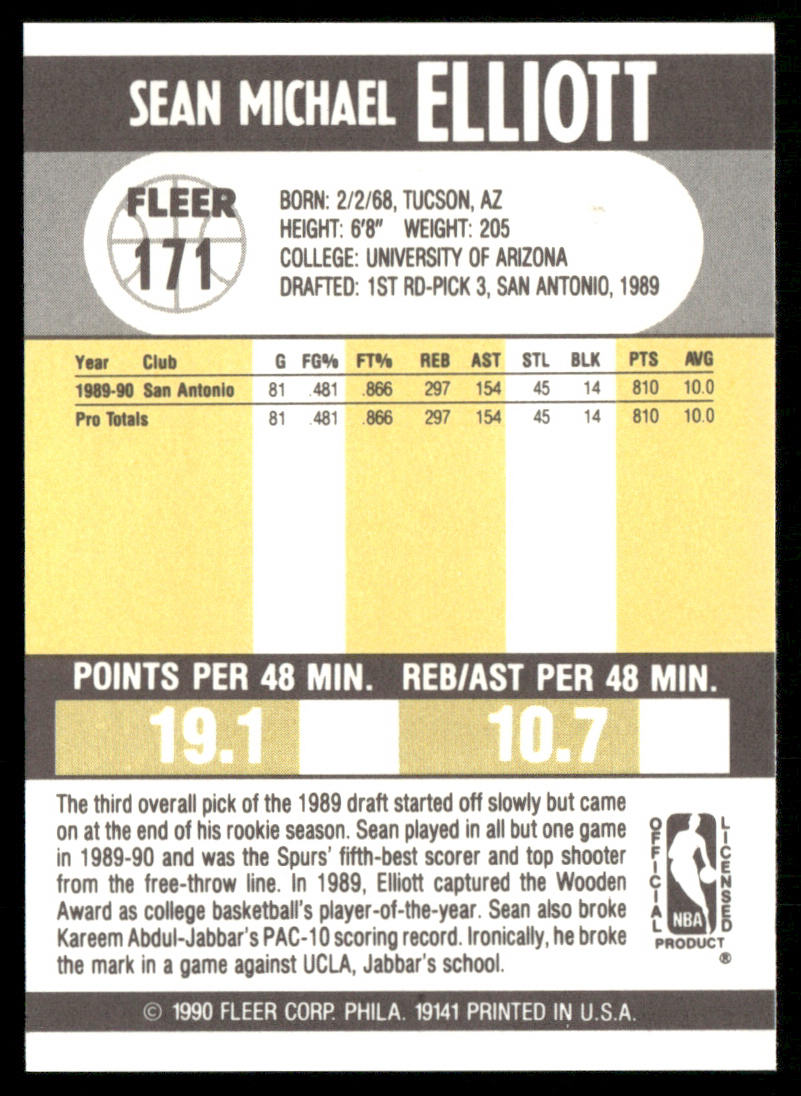 SEAN MICHAEL ELLIOTT
FLEER
171
BORN: 2/2/68, TUCSON, AZ
HEIGHT: 6'8" WEIGHT: 205
COLLEGE: UNIVERSITY OF ARIZONA
DRAFTED: 1ST RD-PICK 3, SAN ANTONIO, 1989
Year Club G FG% FT% REB AST STL BLK PTS AVG
1989-90 San Antonio 81 .481 .866 297 154 45 14 810 10.0
Pro Totals 81 .481 .866 297 154 45 14 810 10.0
POINTS PER 48 MIN. REB/AST PER 48 MIN.
19.1 10.7
The third overall pick of the 1989 draft started off slowly but came
on at the end of his rookie season. Sean played in all but one game
in 1989-90 and was the Spurs' fifth-best scorer and top shooter
from the free-throw line. In 1989, Elliott captured the Wooden
Award as college basketball's player-of-the-year. Sean also broke
Kareem Abdul-Jabbar's PAC-10 scoring record. Ironically, he broke
the mark in a game against UCLA, Jabbar's school.
OFFICIAL
LICENSED
NBA
PRODUCT
®
© 1990 FLEER CORP. PHILA. 19141 PRINTED IN U.S.A.